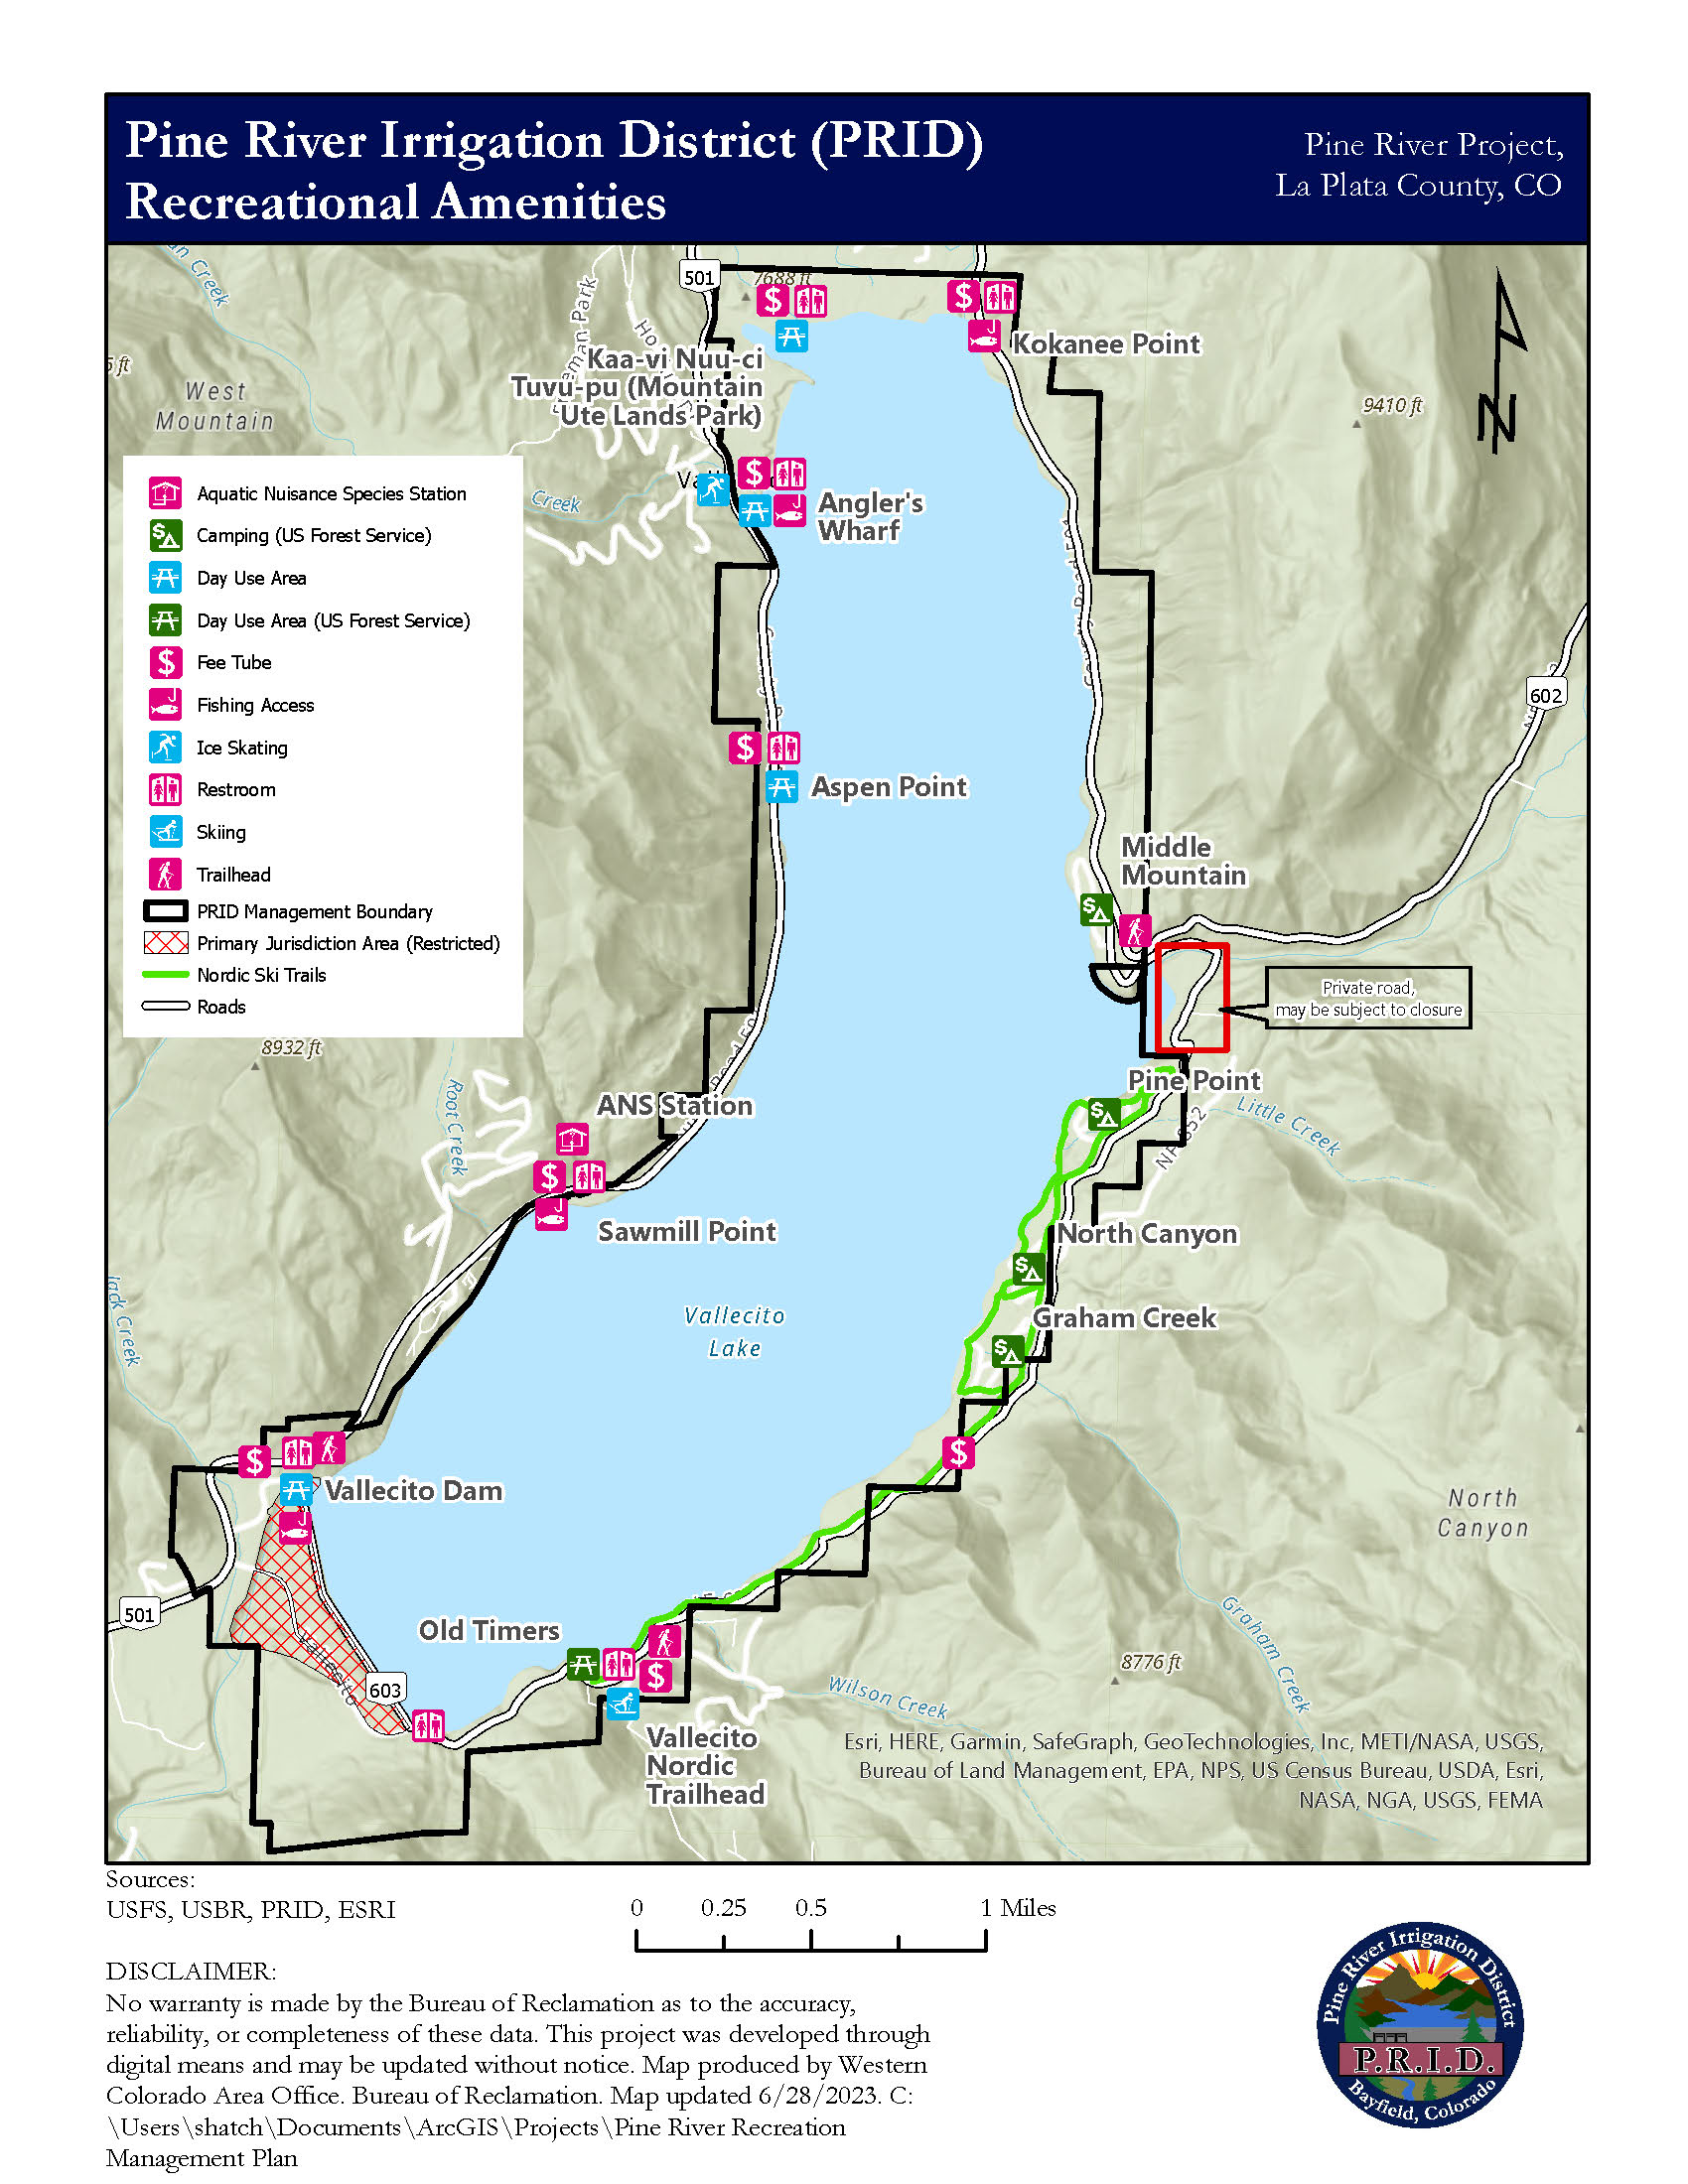 Pine River Irrigation District (PRID)
Recreational Amenities
Pine River Project,
La Plata County, CO
501
7688 ft
Kokanee Point
Kaa-vi Nuu-ci
Tuvu-pu (Mountain
Ute Lands Park)
West
Mountain
9410 ft
Creek
Angler's
Wharf
Aquatic Nuisance Species Station
Camping (US Forest Service)
Day Use Area
Day Use Area (US Forest Service)
Fee Tube
Fishing Access
Ice Skating
Restroom
Skiing
Trailhead
PRID Management Boundary
Primary Jurisdiction Area (Restricted)
Nordic Ski Trails
Roads
602
Aspen Point
Middle
Mountain
Private road,
may be subject to closure
8932 ft
Root Creek
ANS Station
Pine Point
Little Creek
Sawmill Point
North Canyon
Graham Creek
Vallecito
Lake
Vallecito Dam
North
Canyon
501
Old Timers
603
Vallecito
Graham Creek
8776 ft
Wilson Creek
Vallecito
Nordic
Trailhead
Esri, HERE, Garmin, SafeGraph, GeoTechnologies, Inc, METI/NASA, USGS,
Bureau of Land Management, EPA, NPS, US Census Bureau, USDA, Esri,
NASA, NGA, USGS, FEMA
Sources:
USFS, USBR, PRID, ESRI
0 0.25 0.5 1 Miles
DISCLAIMER:
No warranty is made by the Bureau of Reclamation as to the accuracy,
reliability, or completeness of these data. This project was developed through
digital means and may be updated without notice. Map produced by Western
Colorado Area Office. Bureau of Reclamation. Map updated 6/28/2023. C:
\Users\shatch\Documents\ArcGIS\Projects\Pine River Recreation
Management Plan
Pine River Irrigation District
P.R.I.D.
Bayfield, Colorado
N